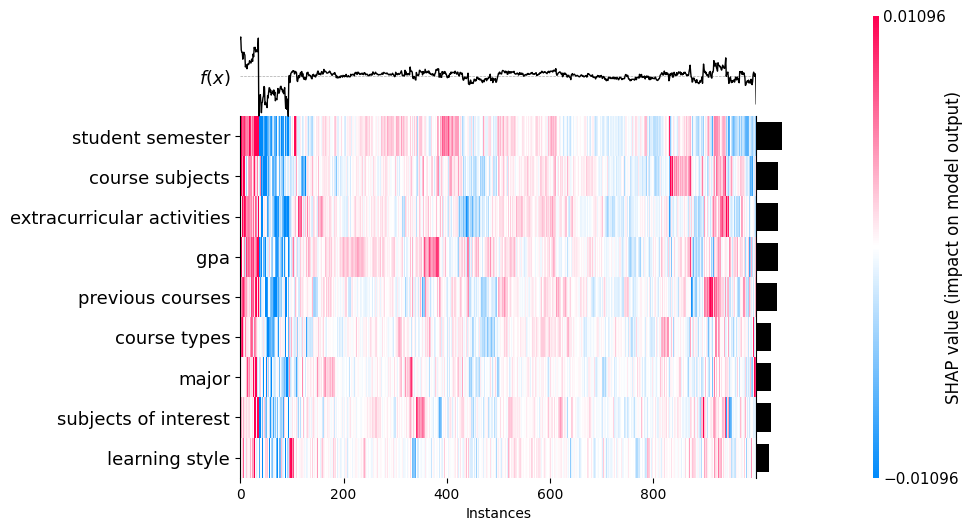 0.01096
f(x)
student semester
course subjects
extracurricular activities
gpa
previous courses
course types
major
subjects of interest
learning style
0 200 400 600 800
Instances
−0.01096
SHAP value (impact on model output)